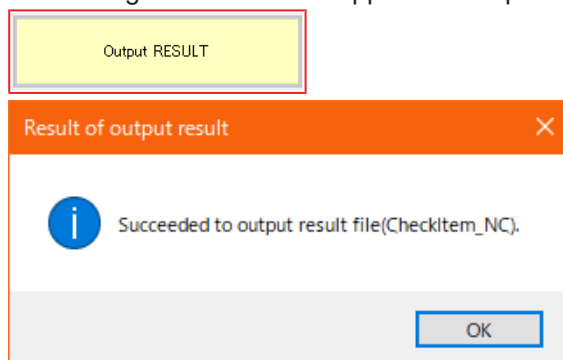 Output RESULT
Result of output result
Succeeded to output result file(CheckItem_NC).
OK